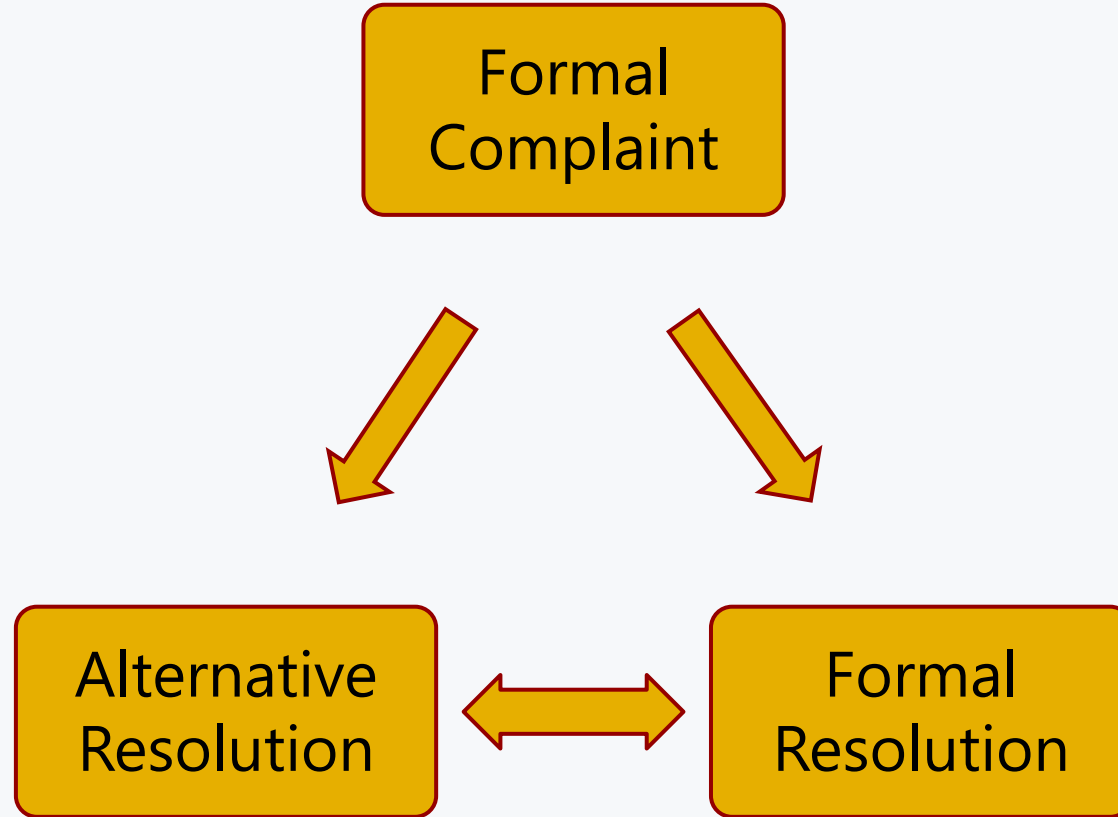 Formal
Complaint
Alternative
Resolution
Formal
Resolution